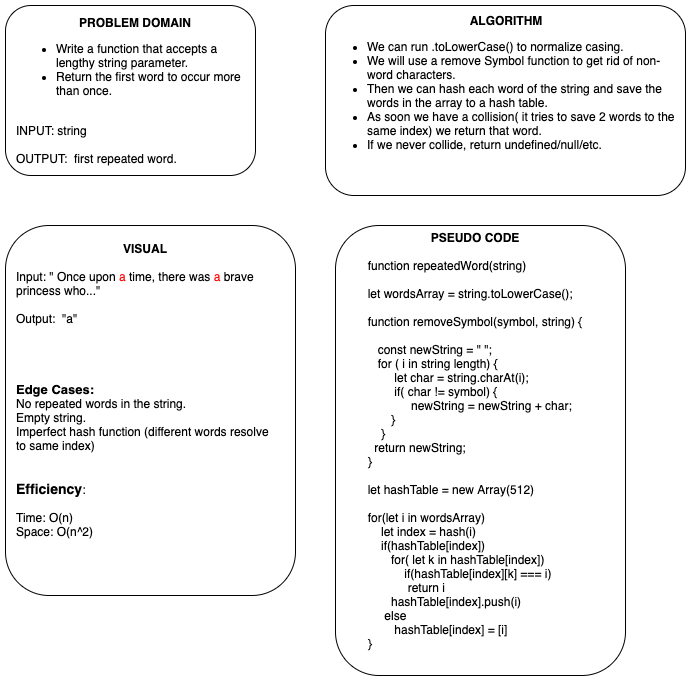 PROBLEM DOMAIN
Write a function that accepts a
lengthy string parameter.
Return the first word to occur more
than once.
INPUT: string
OUTPUT: first repeated word.
ALGORITHM
We can run .toLowerCase() to normalize casing.
We will use a remove Symbol function to get rid of non-
word characters.
Then we can hash each word of the string and save the
words in the array to a hash table.
As soon we have a collision( it tries to save 2 words to the
same index) we return that word.
If we never collide, return undefined/null/etc.
VISUAL
Input: " Once upon a time, there was a brave
princess who..."
Output: "a"
Edge Cases:
No repeated words in the string.
Empty string.
Imperfect hash function (different words resolve
to same index)
Efficiency:
Time: O(n)
Space: O(n^2)
PSEUDO CODE
function repeatedWord(string)
let wordsArray = string.toLowerCase();
function removeSymbol(symbol, string) {
const newString = " ";
for ( i in string length) {
let char = string.charAt(i);
if( char != symbol) {
newString = newString + char;
}
}
return newString;
}
let hashTable = new Array(512)
for(let i in wordsArray)
let index = hash(i)
if(hashTable[index])
for( let k in hashTable[index])
if(hashTable[index][k] === i)
return i
hashTable[index].push(i)
else
hashTable[index] = [i]
}